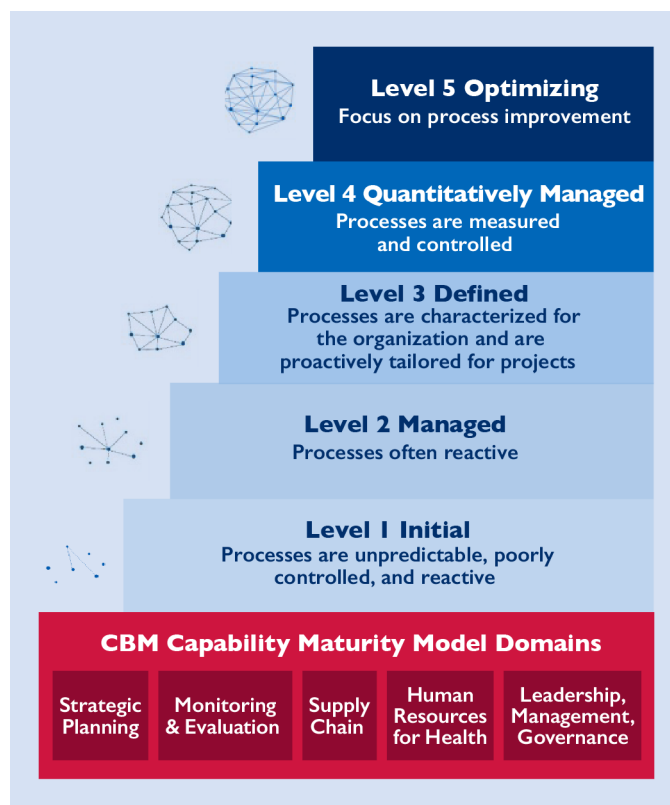 Level 5 Optimizing
Focus on process improvement
Level 4 Quantitatively Managed
Processes are measured
and controlled
Level 3 Defined
Processes are characterized for
the organization and are
proactively tailored for projects
Level 2 Managed
Processes often reactive
Level 1 Initial
Processes are unpredictable, poorly
controlled, and reactive
CBM Capability Maturity Model Domains
Strategic
Planning
Monitoring
& Evaluation
Supply
Chain
Human
Resources
for Health
Leadership,
Management,
Governance